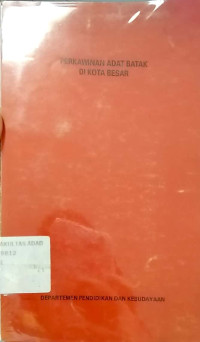 PERKAWINAN ADAT BATAK
DI KOTA BESAR
DEPARTEMEN PENDIDIKAN DAN KEBUDAYAAN